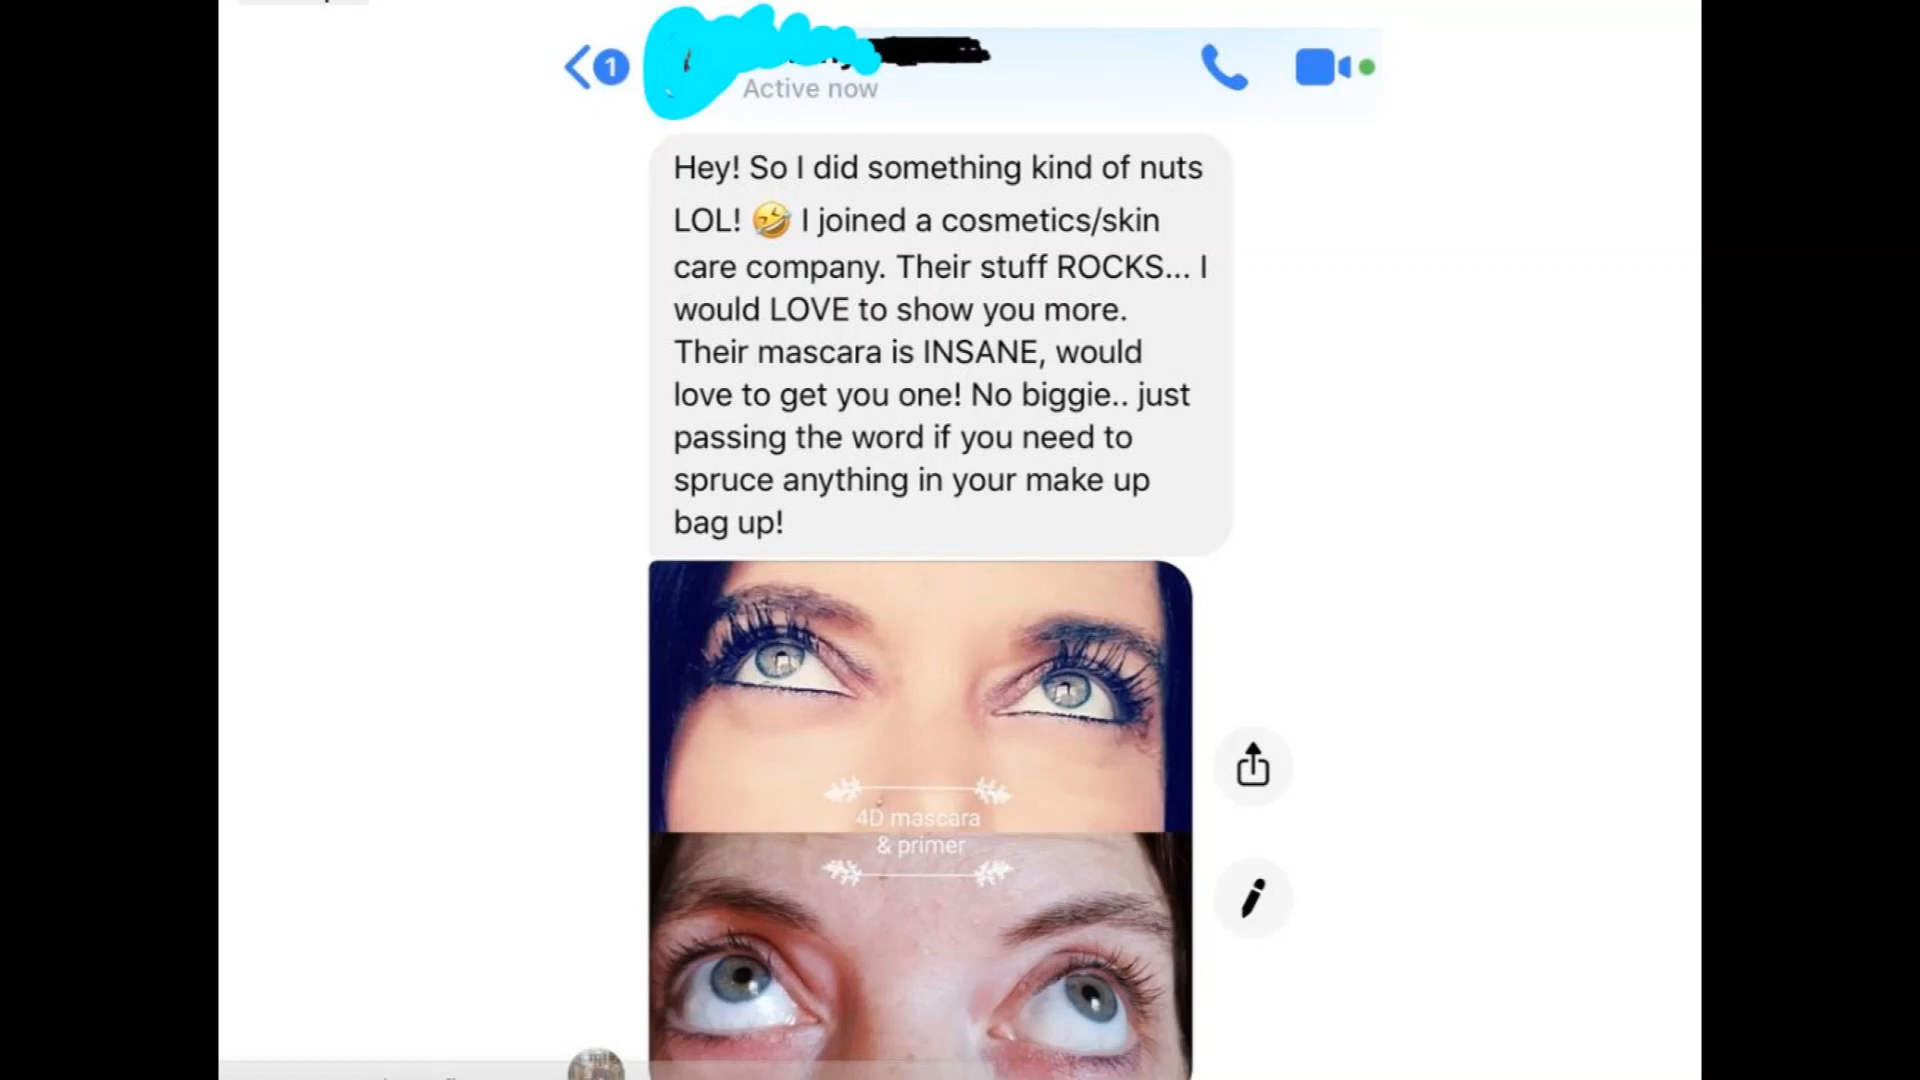 1
Active now
Hey! So I did something kind of nuts
LOL! 🤣 I joined a cosmetics/skin
care company. Their stuff ROCKS... I
would LOVE to show you more.
Their mascara is INSANE, would
love to get you one! No biggie.. just
passing the word if you need to
spruce anything in your make up
bag up!
4D mascara
& primer